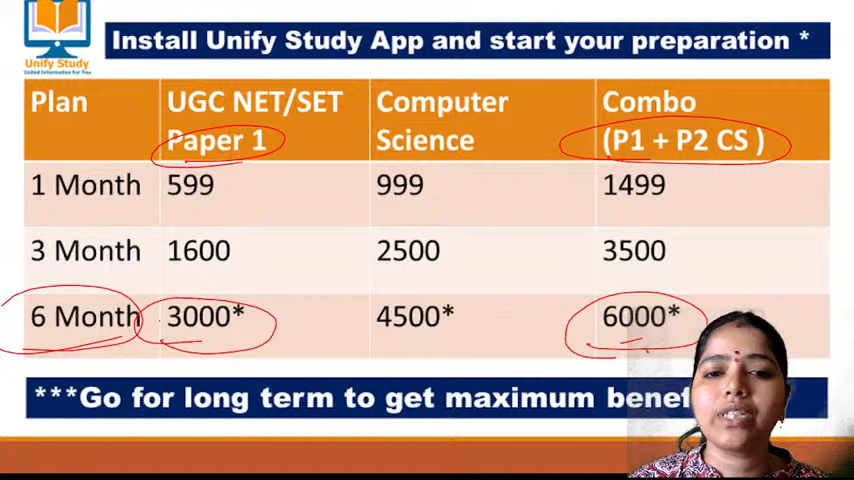 Unify Study
United Information For You
Install Unify Study App and start your preparation *
Plan UGC NET/SET Paper 1 Computer Science Combo (P1 + P2 CS )
1 Month 599 999 1499
3 Month 1600 2500 3500
6 Month 3000* 4500* 6000*
***Go for long term to get maximum